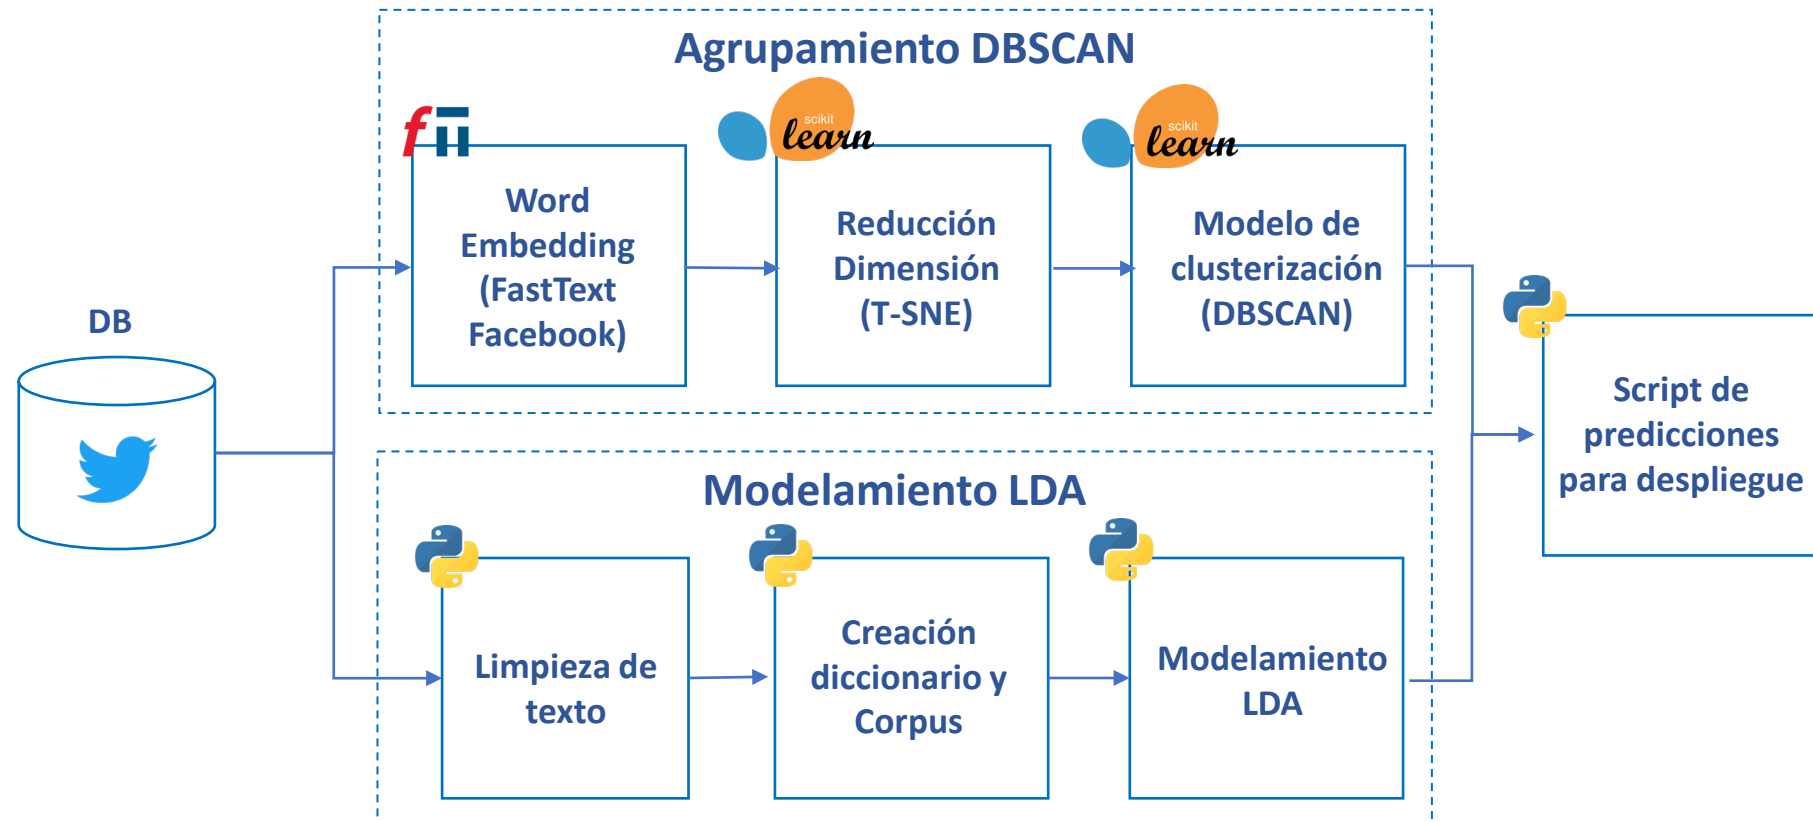 Agrupamiento DBSCAN
scikit
learn
scikit
learn
Word
Embedding
(FastText
Facebook)
Reducción
Dimensión
(T-SNE)
Modelo de
clusterización
(DBSCAN)
DB
Script de
predicciones
para despliegue
Modelamiento LDA
Limpieza de
texto
Creación
diccionario y
Corpus
Modelamiento
LDA